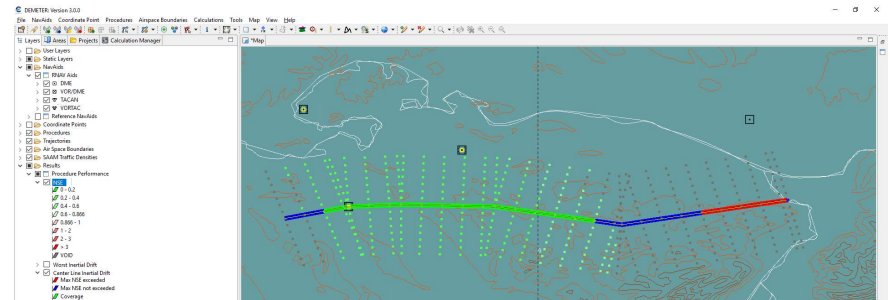 DEMETER: Version 3.0.0
File NavAids Coordinate Point Procedures Airspace Boundaries Calculations Tools Map View Help
Layers Areas Projects Calculation Manager
*Map
User Layers
Static Layers
NavAids
RNAV Aids
DME
VOR/DME
TACAN
VORTAC
Reference NavAids
Coordinate Points
Procedures
Trajectories
Air Space Boundaries
SAAM Traffic Densities
Results
Procedure Performance
NSE
0 - 0.2
0.2 - 0.4
0.4 - 0.6
0.6 - 0.866
0.866 - 1
1 - 2
2 - 3
> 3
VOID
Worst Inertial Drift
Center Line Inertial Drift
Max NSE exceeded
Max NSE not exceeded
Coverage